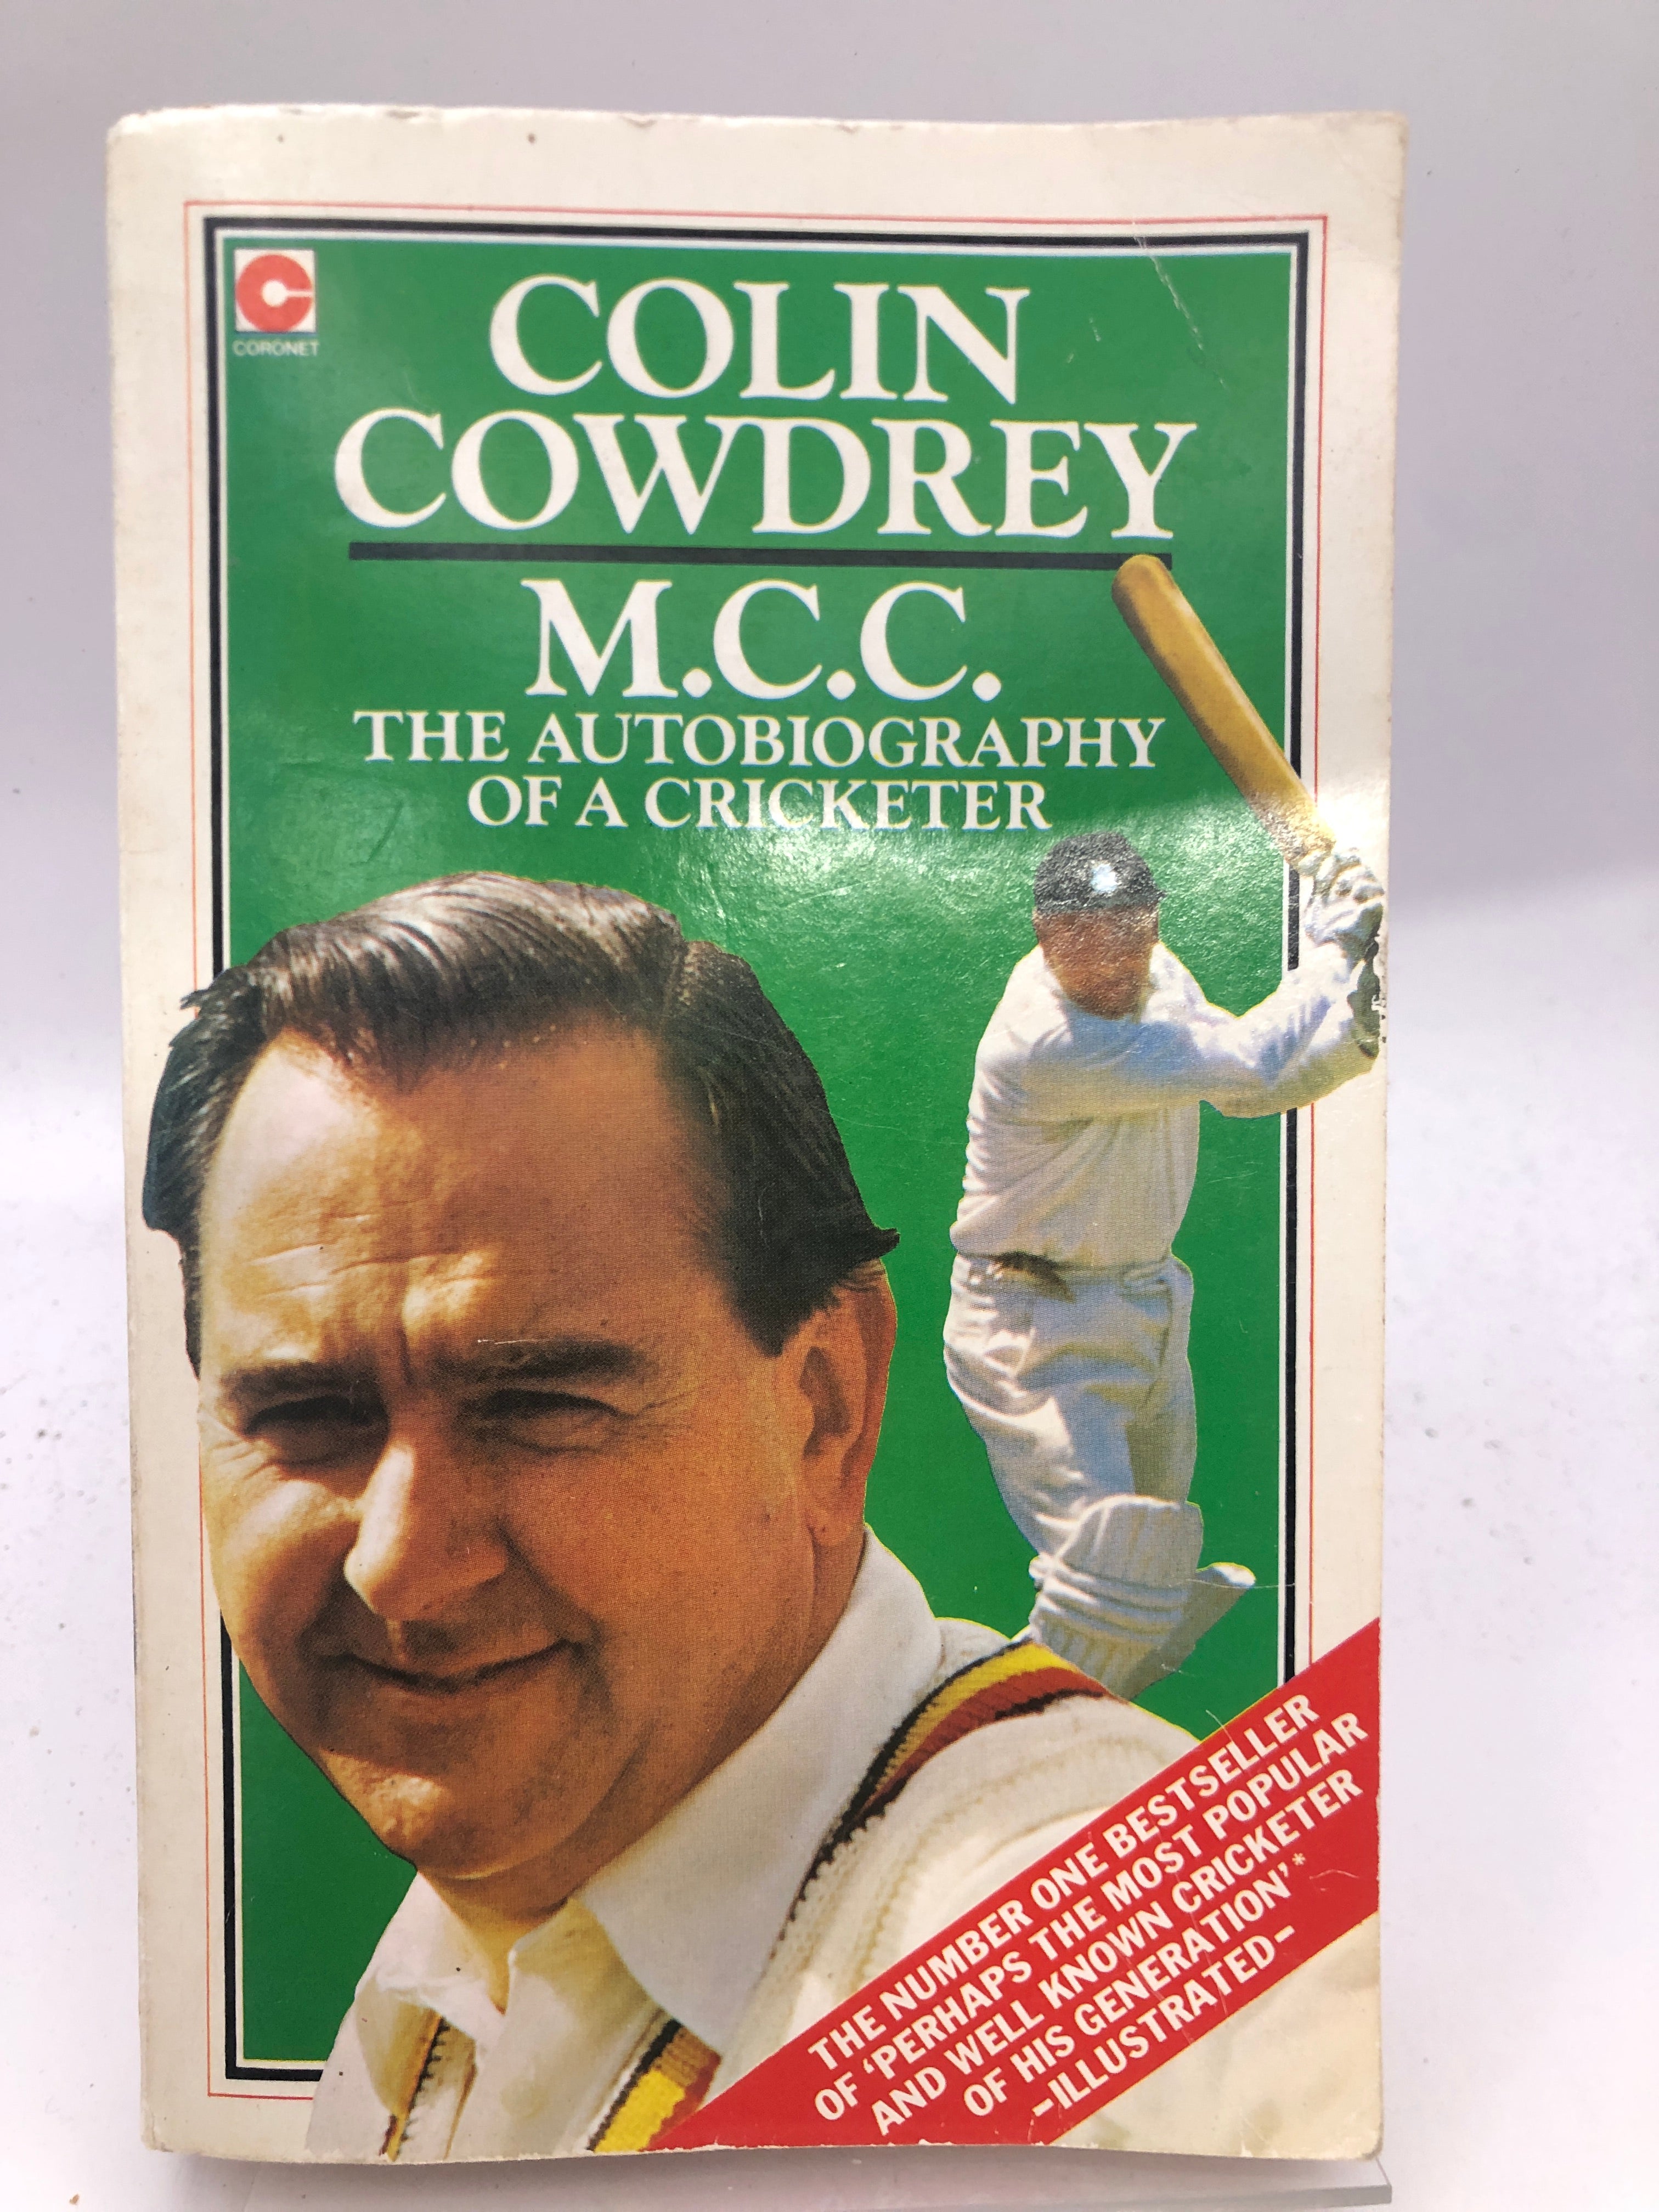 CORONET
COLIN
COWDREY
M.C.C.
THE AUTOBIOGRAPHY
OF A CRICKETER
THE NUMBER ONE BESTSELLER
OF 'PERHAPS THE MOST POPULAR
AND WELL KNOWN CRICKETER
OF HIS GENERATION'*
-ILLUSTRATED-